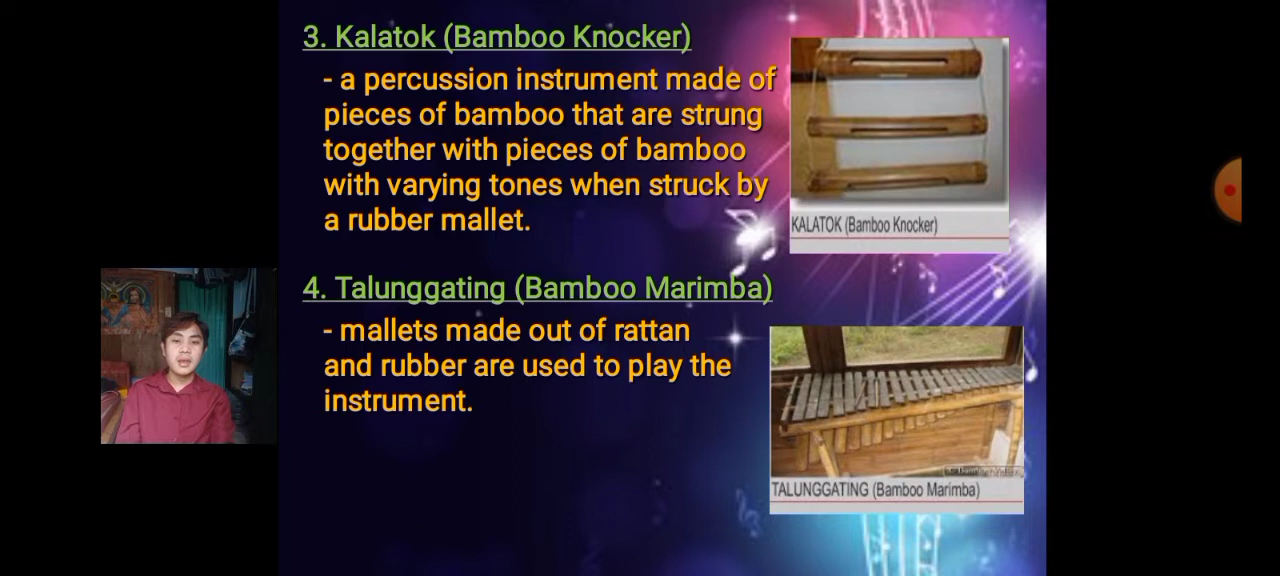 3. Kalatok (Bamboo Knocker)
- a percussion instrument made of
pieces of bamboo that are strung
together with pieces of bamboo
with varying tones when struck by
a rubber mallet.
KALATOK (Bamboo Knocker)
4. Talunggating (Bamboo Marimba)
- mallets made out of rattan
and rubber are used to play the
instrument.
TALUNGGATING (Bamboo Marimba)